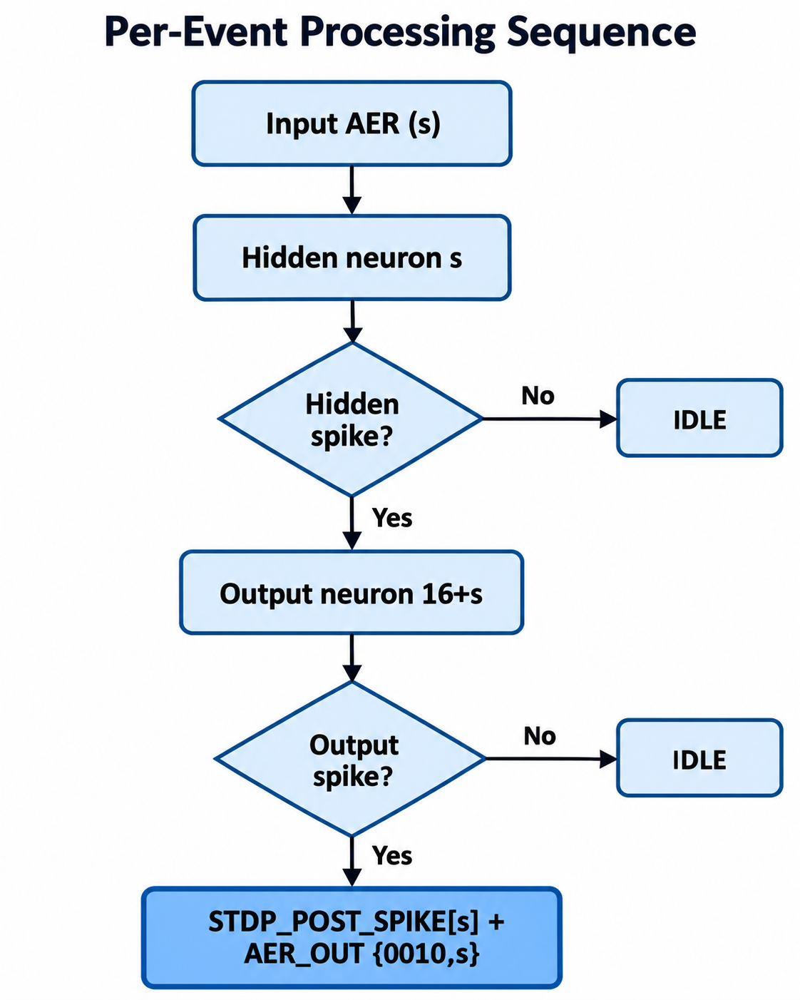 Per-Event Processing Sequence
Input AER (s)
Hidden neuron s
Hidden
spike?
No
IDLE
Yes
Output neuron 16+s
Output
spike?
No
IDLE
Yes
STDP_POST_SPIKE[s] +
AER_OUT {0010,s}